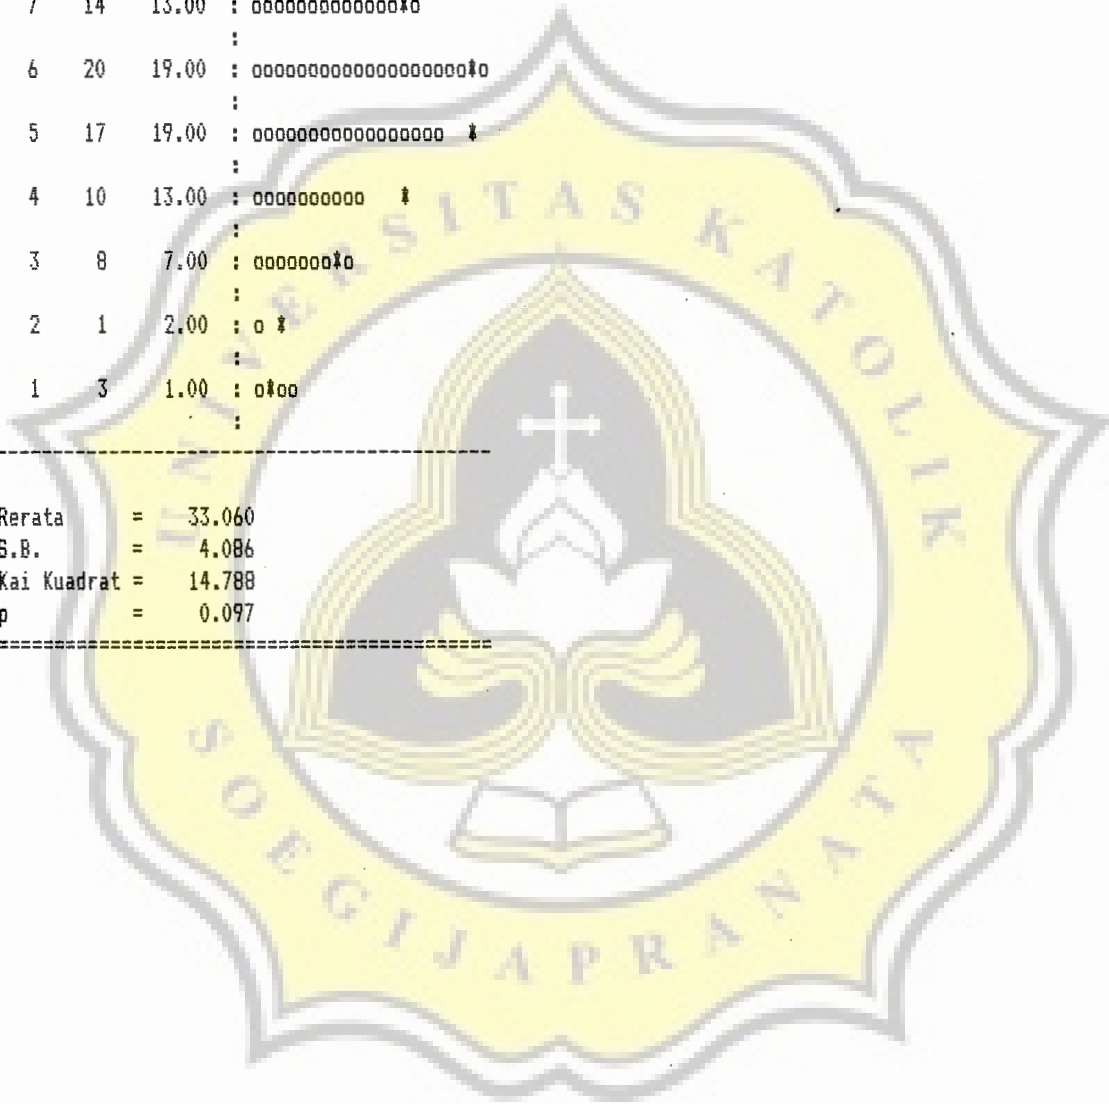 7 14 13.00 : ooooooooooooo*o
:
6 20 19.00 : ooooooooooooooooooo*o
:
5 17 19.00 : ooooooooooooooooo *
:
4 10 13.00 : oooooooooo *
:
3 8 7.00 : ooooooo*o
:
2 1 2.00 : o *
:
1 3 1.00 : o*oo
:
--------------------------------------------
Rerata = 33.060
S.B. = 4.086
Kai Kuadrat = 14.788
p = 0.097
============================================
UNIVERSITAS KATOLIK
SOEGIJAPRANATA